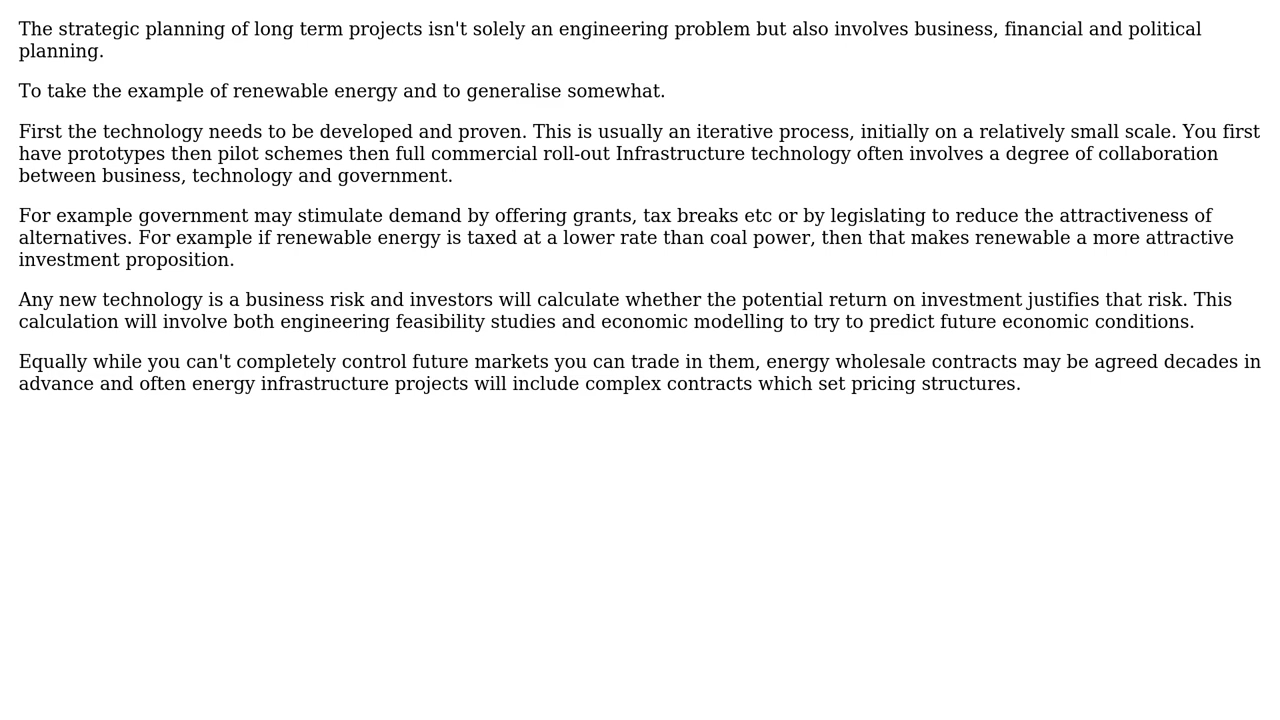 The strategic planning of long term projects isn't solely an engineering problem but also involves business, financial and political
planning.
To take the example of renewable energy and to generalise somewhat.
First the technology needs to be developed and proven. This is usually an iterative process, initially on a relatively small scale. You first
have prototypes then pilot schemes then full commercial roll-out Infrastructure technology often involves a degree of collaboration
between business, technology and government.
For example government may stimulate demand by offering grants, tax breaks etc or by legislating to reduce the attractiveness of
alternatives. For example if renewable energy is taxed at a lower rate than coal power, then that makes renewable a more attractive
investment proposition.
Any new technology is a business risk and investors will calculate whether the potential return on investment justifies that risk. This
calculation will involve both engineering feasibility studies and economic modelling to try to predict future economic conditions.
Equally while you can't completely control future markets you can trade in them, energy wholesale contracts may be agreed decades in
advance and often energy infrastructure projects will include complex contracts which set pricing structures.